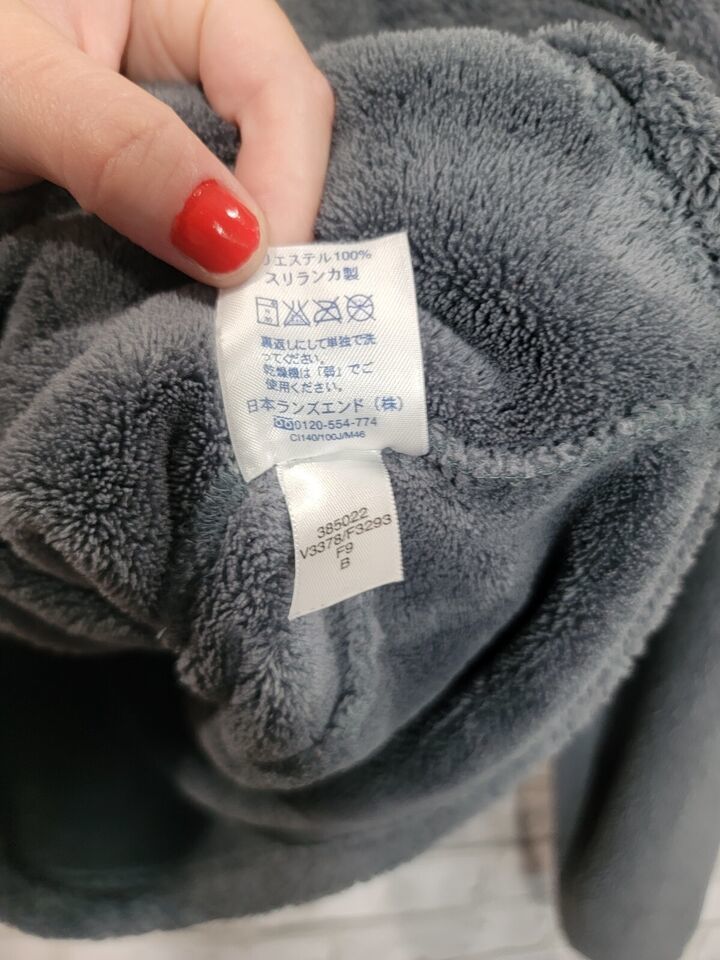 リエステル100%
スリランカ製
裏返しにして単独で洗
ってください。
乾燥機は「弱」でご
使用ください。
日本ランズエンド(株)
0120-554-774
CI140/100J/M46
385022
V3378/F3293
F9
B